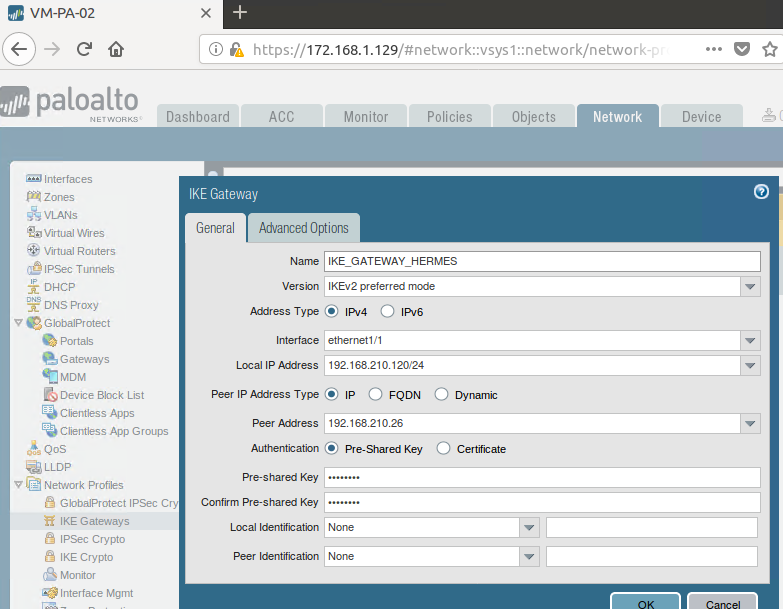 VM-PA-02
https://172.168.1.129/#network::vsys1::network/network-pr
paloalto
NETWORKS
Dashboard ACC Monitor Policies Objects Network Device
Interfaces
Zones
VLANs
Virtual Wires
Virtual Routers
IPSec Tunnels
DHCP
DNS Proxy
GlobalProtect
Portals
Gateways
MDM
Device Block List
Clientless Apps
Clientless App Groups
QoS
LLDP
Network Profiles
GlobalProtect IPSec Cry
IKE Gateways
IPSec Crypto
IKE Crypto
Monitor
Interface Mgmt
IKE Gateway
General Advanced Options
Name IKE_GATEWAY_HERMES
Version IKEv2 preferred mode
Address Type IPv4 IPv6
Interface ethernet1/1
Local IP Address 192.168.210.120/24
Peer IP Address Type IP FQDN Dynamic
Peer Address 192.168.210.26
Authentication Pre-Shared Key Certificate
Pre-shared Key ••••••••
Confirm Pre-shared Key ••••••••
Local Identification None
Peer Identification None
OK Cancel